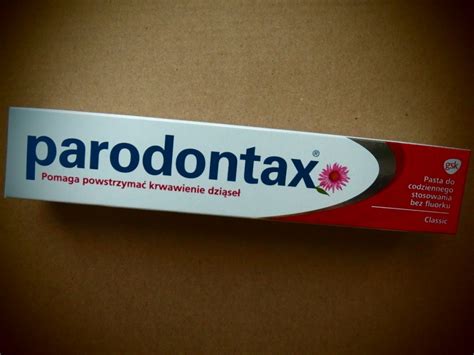 parodontax®
Pomaga powstrzymać krwawienie dziąseł
gsk
Pasta do
codziennego
stosowania
bez fluorku
Classic